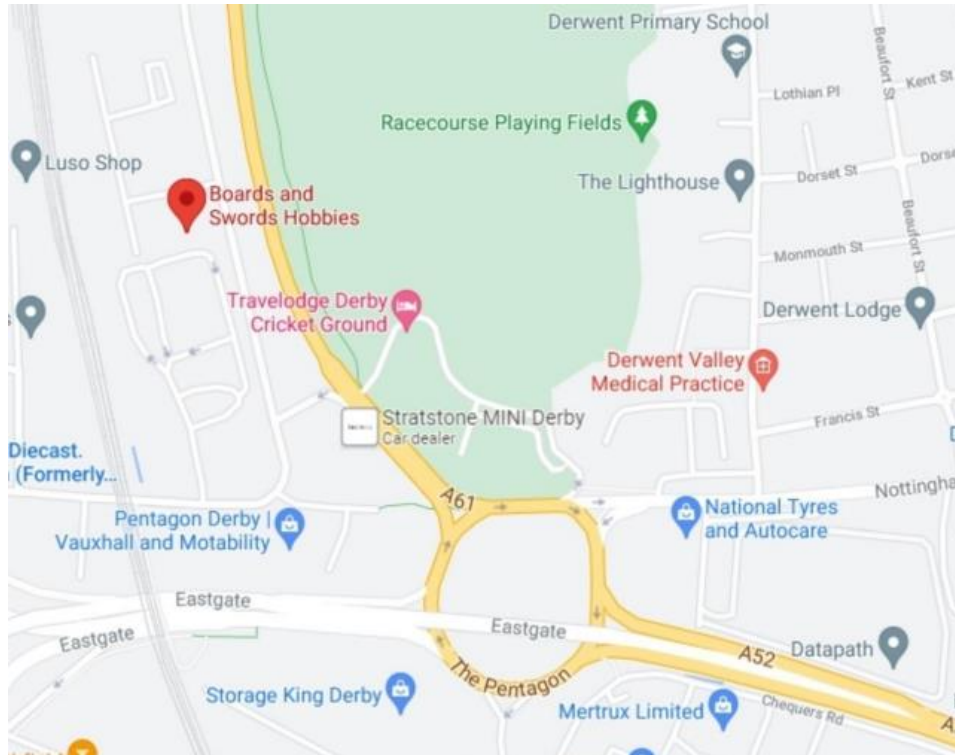 Derwent Primary School
Beaufort St
Kent St
Lothian Pl
Racecourse Playing Fields
Luso Shop
The Lighthouse
Dorset St
Boards and
Swords Hobbies
Beaufort St
Monmouth St
Travelodge Derby
Cricket Ground
Derwent Lodge
Derwent Valley
Medical Practice
Stratstone MINI Derby
Car dealer
Francis St
Diecast.
(Formerly...
A61
Pentagon Derby |
Vauxhall and Motability
National Tyres
and Autocare
Eastgate
Eastgate
Eastgate
A52
Datapath
The Pentagon
Storage King Derby
Mertrux Limited
Chequers Rd